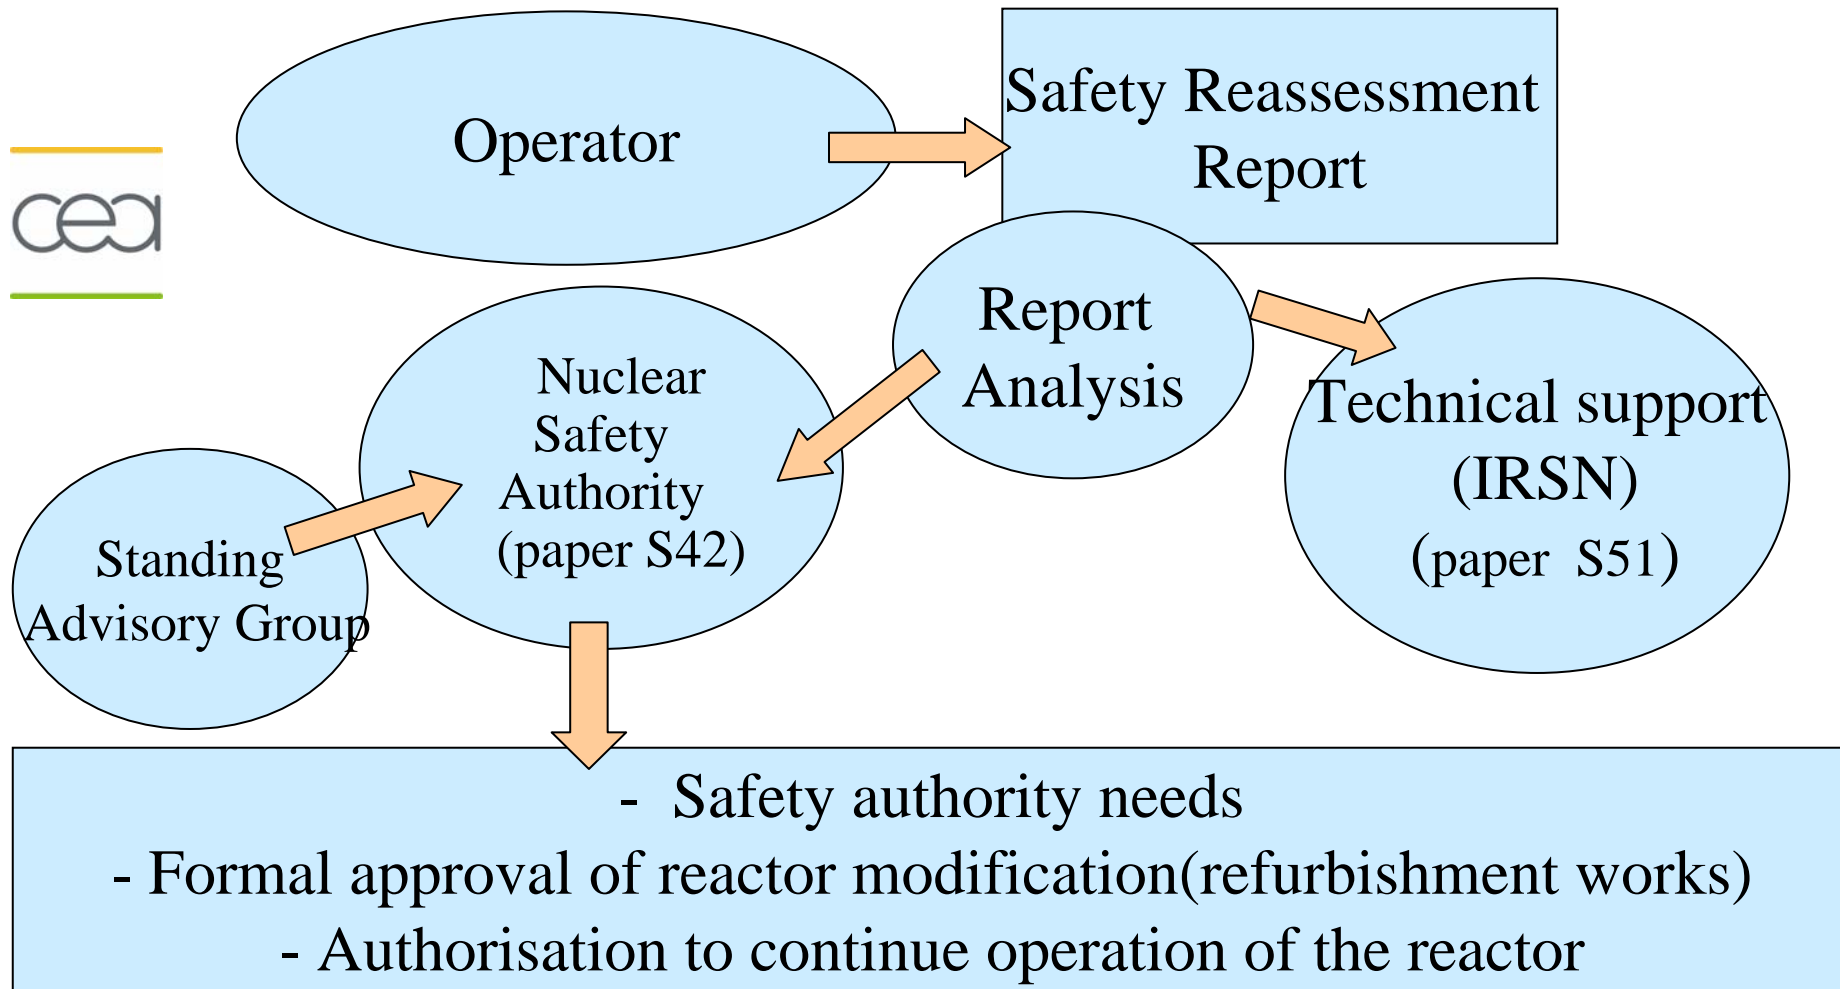 Operator
Safety Reassessment
Report
cea
Report
Analysis
Nuclear
Safety
Authority
(paper S42)
Technical support
(IRSN)
(paper S51)
Standing
Advisory Group
- Safety authority needs
- Formal approval of reactor modification(refurbishment works)
- Authorisation to continue operation of the reactor